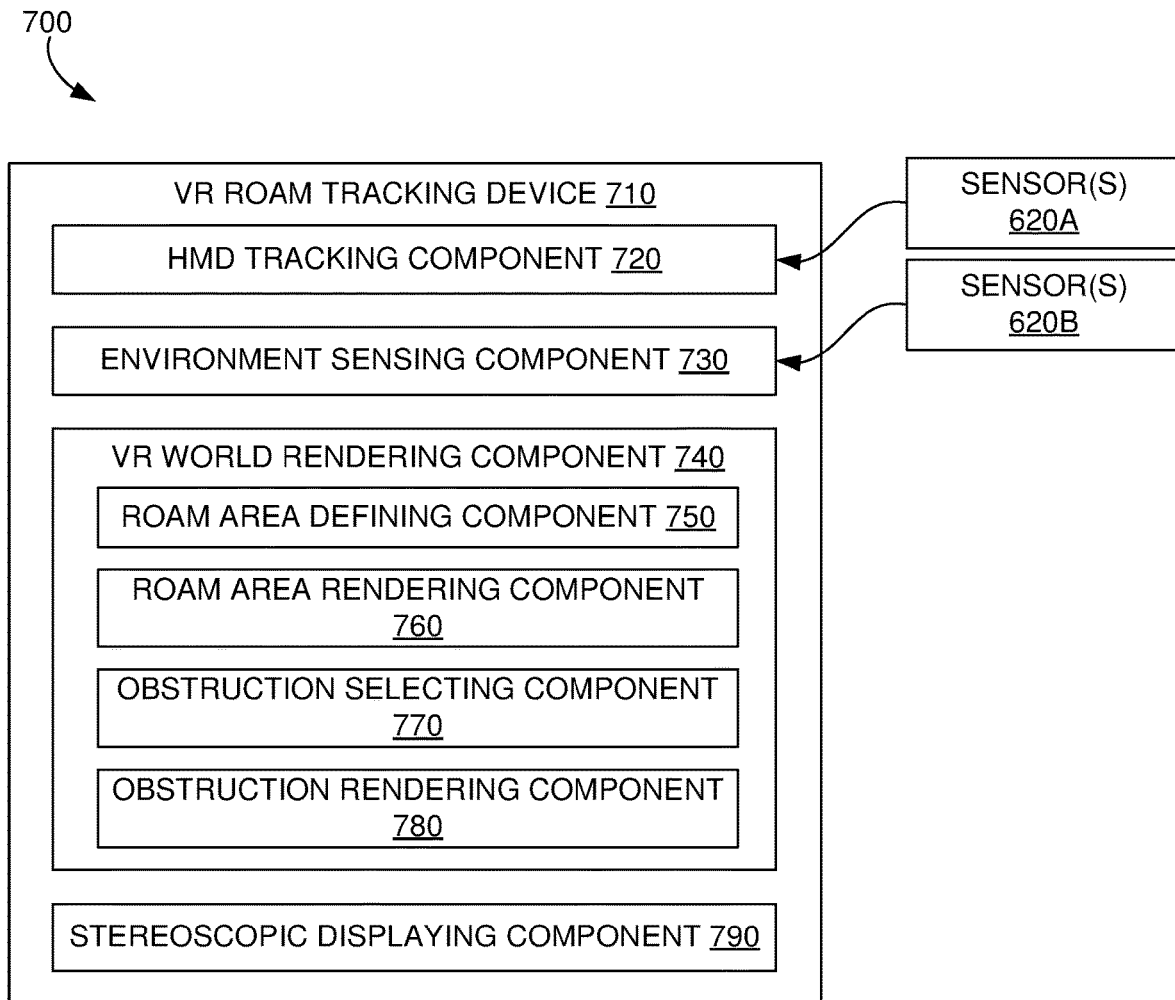 700
VR ROAM TRACKING DEVICE 710
HMD TRACKING COMPONENT 720
ENVIRONMENT SENSING COMPONENT 730
VR WORLD RENDERING COMPONENT 740
ROAM AREA DEFINING COMPONENT 750
ROAM AREA RENDERING COMPONENT
760
OBSTRUCTION SELECTING COMPONENT
770
OBSTRUCTION RENDERING COMPONENT
780
STEREOSCOPIC DISPLAYING COMPONENT 790
SENSOR(S)
620A
SENSOR(S)
620B